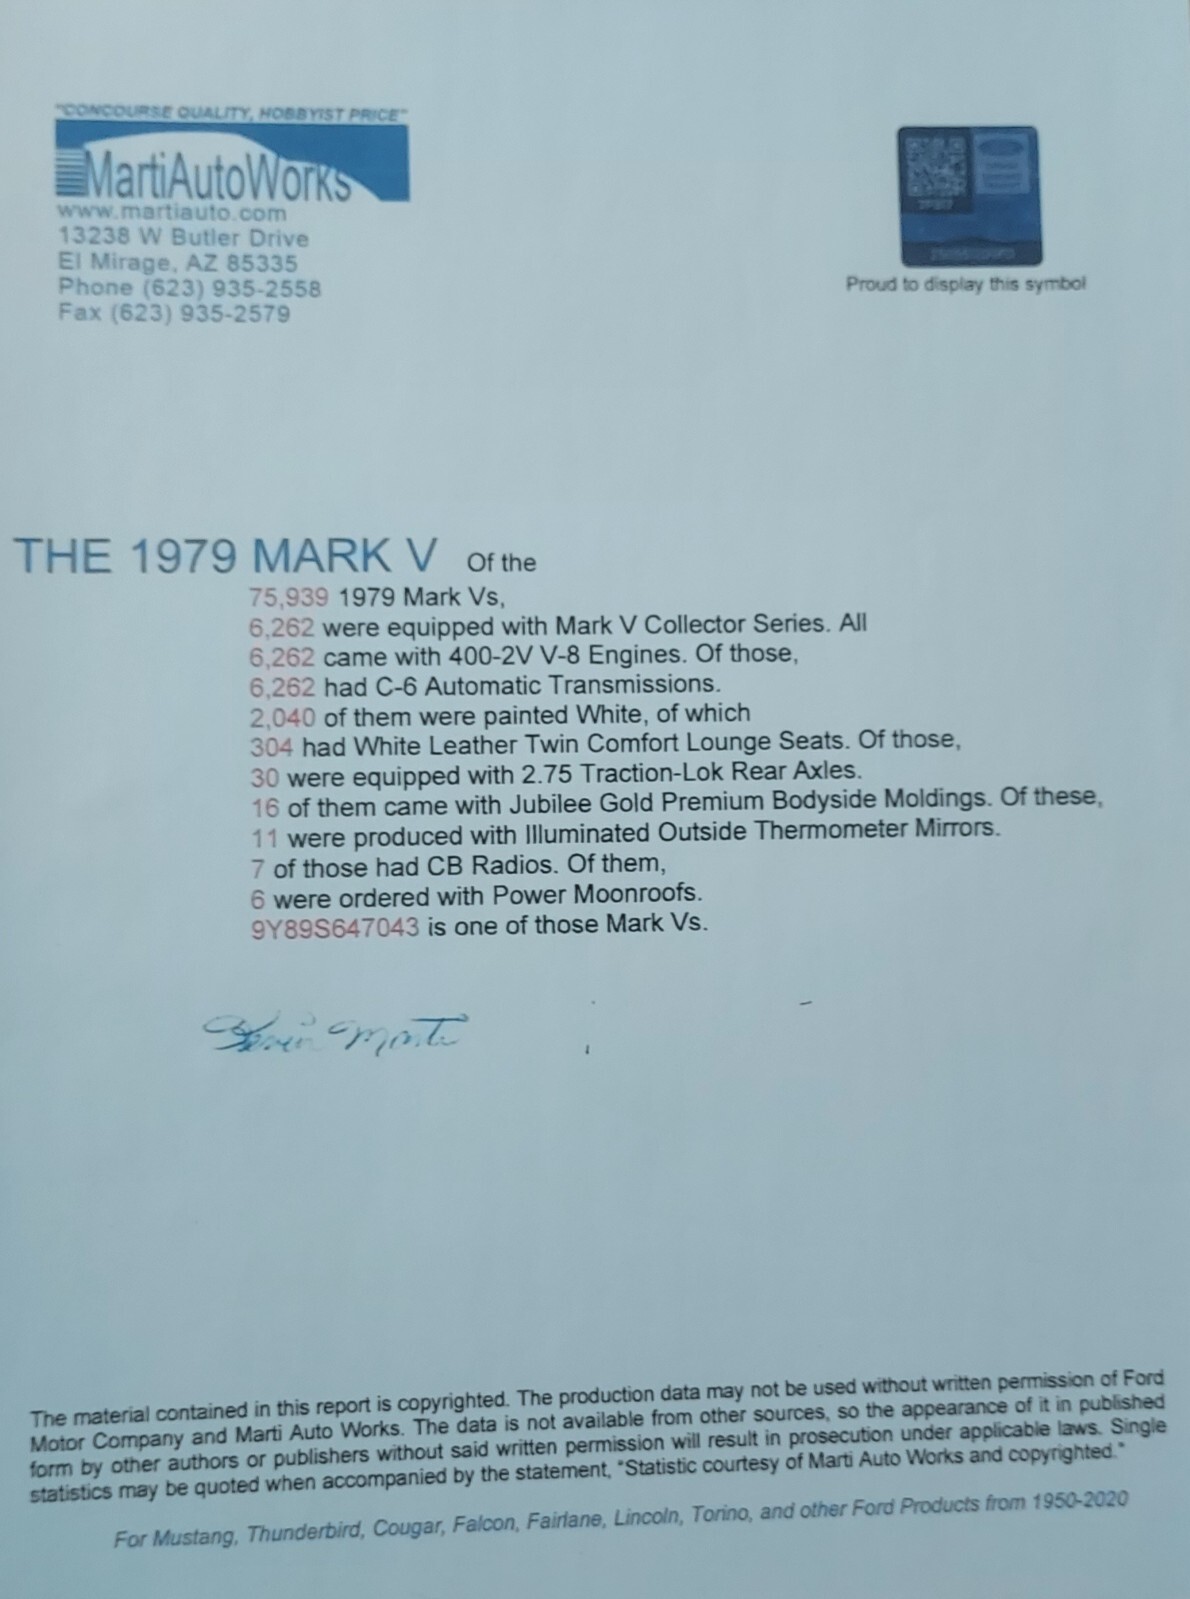 "CONCOURSE QUALITY, HOBBYIST PRICE"
MartiAutoWorks
www.martiauto.com
13238 W Butler Drive
El Mirage, AZ 85335
Phone (623) 935-2558
Fax (623) 935-2579
Proud to display this symbol
THE 1979 MARK V Of the
75,939 1979 Mark Vs,
6,262 were equipped with Mark V Collector Series. All
6,262 came with 400-2V V-8 Engines. Of those,
6,262 had C-6 Automatic Transmissions.
2,040 of them were painted White, of which
304 had White Leather Twin Comfort Lounge Seats. Of those,
30 were equipped with 2.75 Traction-Lok Rear Axles.
16 of them came with Jubilee Gold Premium Bodyside Moldings. Of these,
11 were produced with Illuminated Outside Thermometer Mirrors.
7 of those had CB Radios. Of them,
6 were ordered with Power Moonroofs.
9Y89S647043 is one of those Mark Vs.
Kevin Marti
The material contained in this report is copyrighted. The production data may not be used without written permission of Ford
Motor Company and Marti Auto Works. The data is not available from other sources, so the appearance of it in published
form by other authors or publishers without said written permission will result in prosecution under applicable laws. Single
statistics may be quoted when accompanied by the statement, "Statistic courtesy of Marti Auto Works and copyrighted."
For Mustang, Thunderbird, Cougar, Falcon, Fairlane, Lincoln, Torino, and other Ford Products from 1950-2020